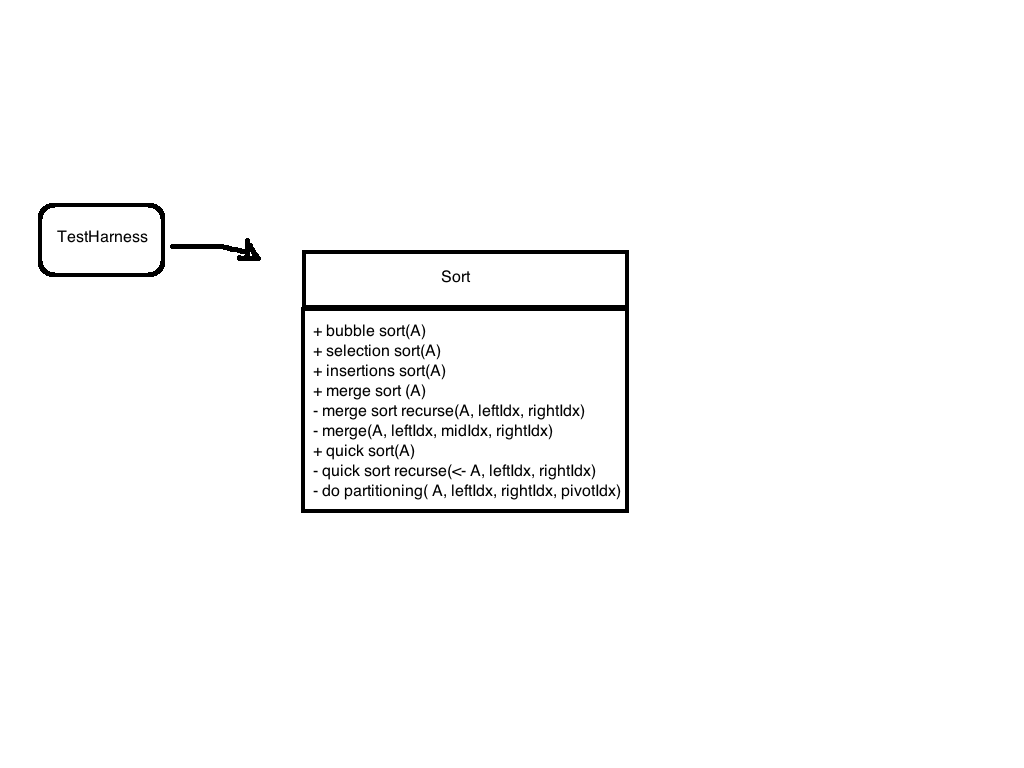 TestHarness
Sort
+ bubble sort(A)
+ selection sort(A)
+ insertions sort(A)
+ merge sort (A)
- merge sort recurse(A, leftIdx, rightIdx)
- merge(A, leftIdx, midIdx, rightIdx)
+ quick sort(A)
- quick sort recurse(<- A, leftIdx, rightIdx)
- do partitioning( A, leftIdx, rightIdx, pivotIdx)